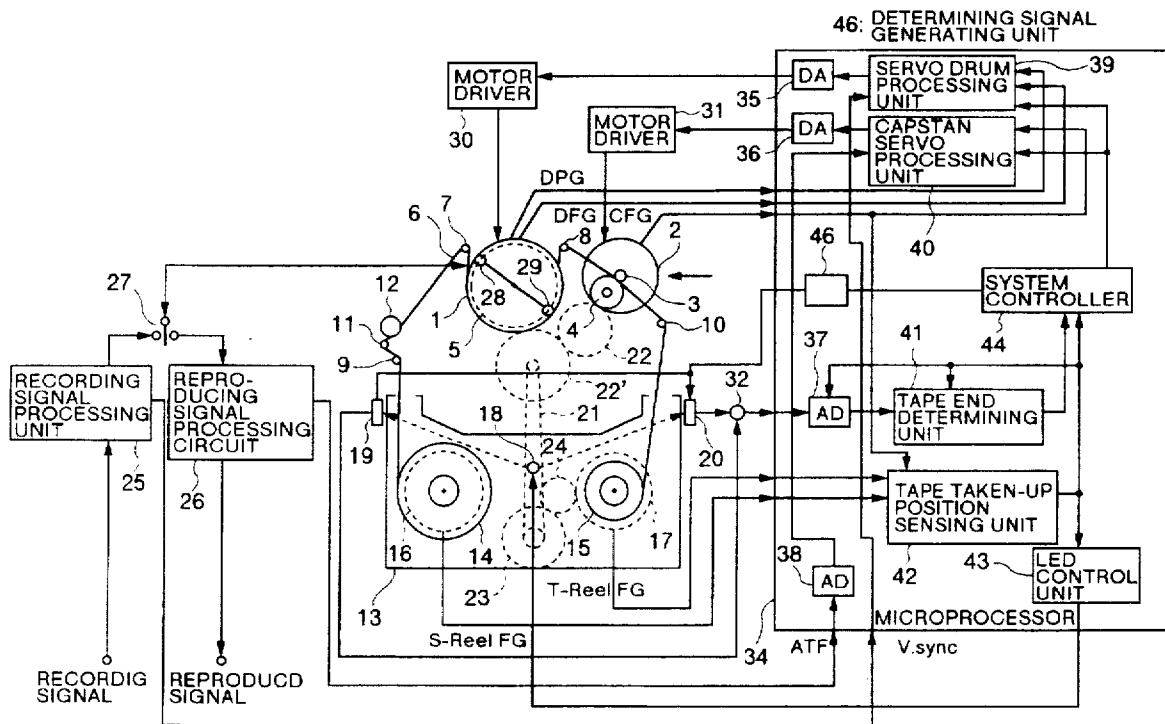 46: DETERMINING SIGNAL
GENERATING UNIT
MOTOR
DRIVER
30
MOTOR
DRIVER
31
DA
35
DA
36
SERVO DRUM
PROCESSING
UNIT
39
CAPSTAN
SERVO
PROCESSING
UNIT
40
DPG
DFG
CFG
6
7
8
2
12
27
11
9
1
5
28
29
4
3
10
22
22'
46
SYSTEM
CONTROLLER
44
37
41
32
RECORDING
SIGNAL
PROCESSING
UNIT
25
REPRO-
DUCING
SIGNAL
PROCESSING
CIRCUIT
26
19
18
21
24
20
AD
TAPE END
DETERMINING
UNIT
TAPE TAKEN-UP
POSITION
SENSING UNIT
42
16
14
15
17
23
13
T-Reel FG
S-Reel FG
38
AD
43
LED
CONTROL
UNIT
MICROPROCESSOR
34
ATF
V.sync
RECORDIG
SIGNAL
REPRODUCD
SIGNAL